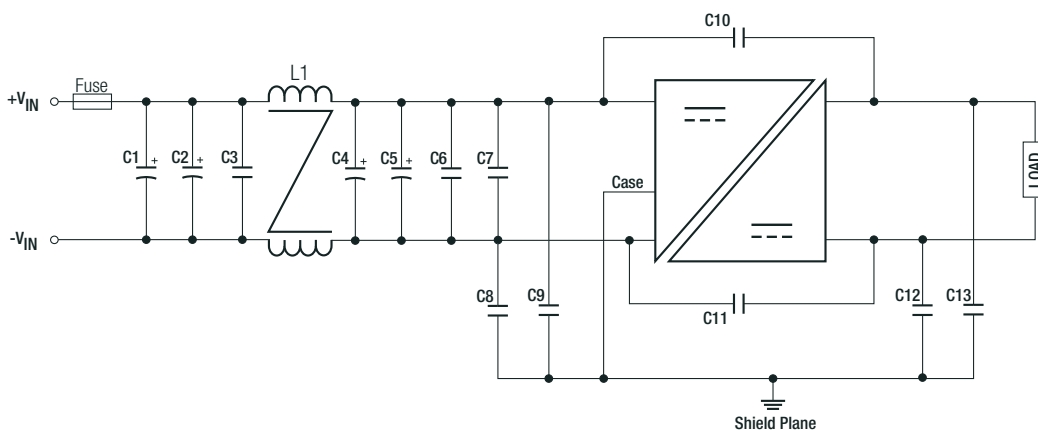 C10
Fuse
L1
+VIN
C1 +
C2 +
C3
C4 +
C5 +
C6
C7
Case
LOAD
-VIN
C8
C9
C11
C12
C13
Shield Plane